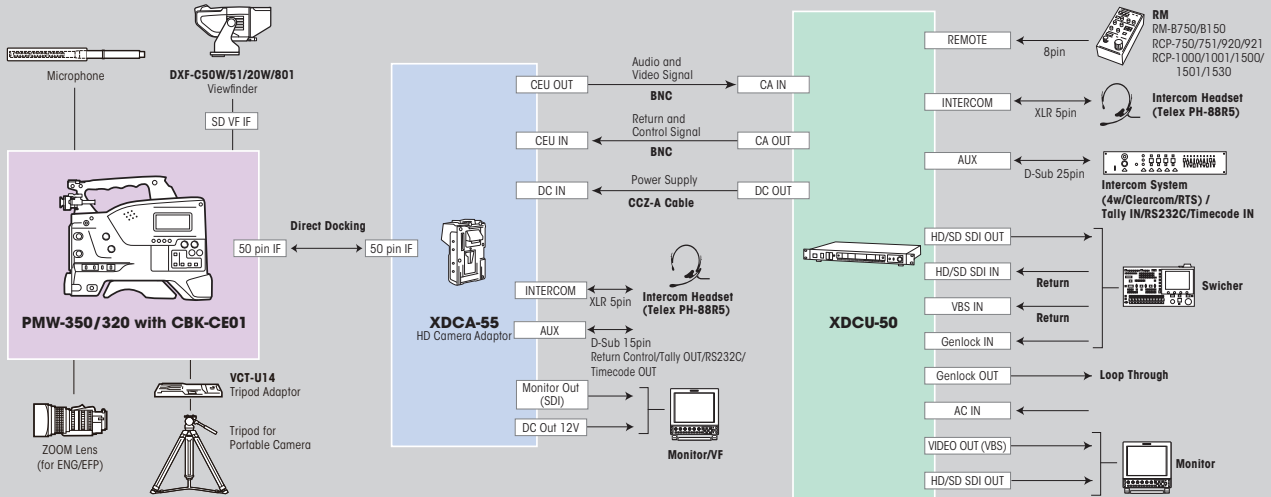 Microphone
DXF-C50W/51/20W/801
Viewfinder
SD VF IF
PMW-350/320 with CBK-CE01
50 pin IF
Direct Docking
50 pin IF
ZOOM Lens
(for ENG/EFP)
VCT-U14
Tripod Adaptor
Tripod for
Portable Camera
XDCA-55
HD Camera Adaptor
CEU OUT
Audio and
Video Signal
BNC
CA IN
CEU IN
Return and
Control Signal
BNC
CA OUT
DC IN
Power Supply
CCZ-A Cable
DC OUT
INTERCOM
XLR 5pin
Intercom Headset
(Telex PH-88R5)
AUX
D-Sub 15pin
Return Control/Tally OUT/RS232C/
Timecode OUT
Monitor Out
(SDI)
DC Out 12V
Monitor/VF
XDCU-50
REMOTE
8pin
RM
RM-B750/B150
RCP-750/751/920/921
RCP-1000/1001/1500/
1501/1530
INTERCOM
XLR 5pin
Intercom Headset
(Telex PH-88R5)
AUX
D-Sub 25pin
Intercom System
(4w/Clearcom/RTS) /
Tally IN/RS232C/Timecode IN
HD/SD SDI OUT
HD/SD SDI IN
Return
VBS IN
Return
Genlock IN
Swicher
Genlock OUT
Loop Through
AC IN
VIDEO OUT (VBS)
HD/SD SDI OUT
Monitor